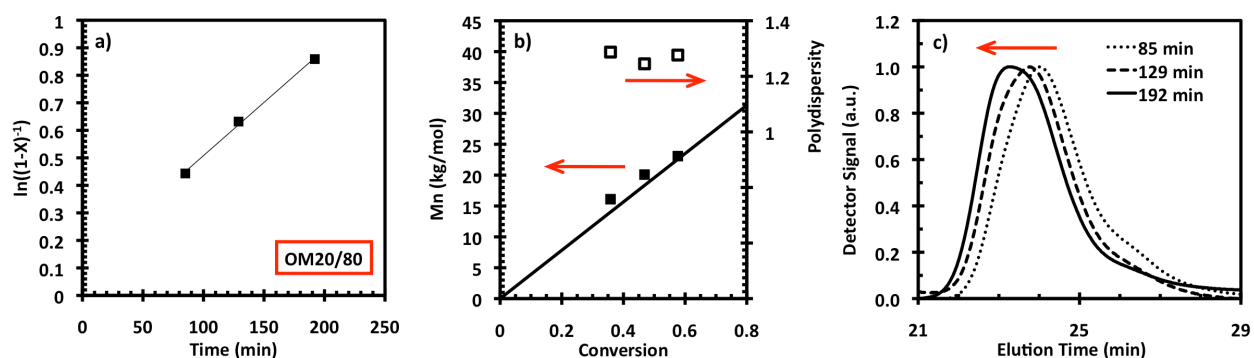 a)
ln((1-X)⁻¹)
1
0.9
0.8
0.7
0.6
0.5
0.4
0.3
0.2
0.1
0
OM20/80
0 50 100 150 200 250
Time (min)
b)
Mn (kg/mol)
45
40
35
30
25
20
15
10
5
0
1.4
1.2
1
Polydispersity
0 0.2 0.4 0.6 0.8
Conversion
c)
Detector Signal (a.u.)
1.2
1.0
0.8
0.6
0.4
0.2
0.0
85 min
129 min
192 min
21 25 29
Elution Time (min)